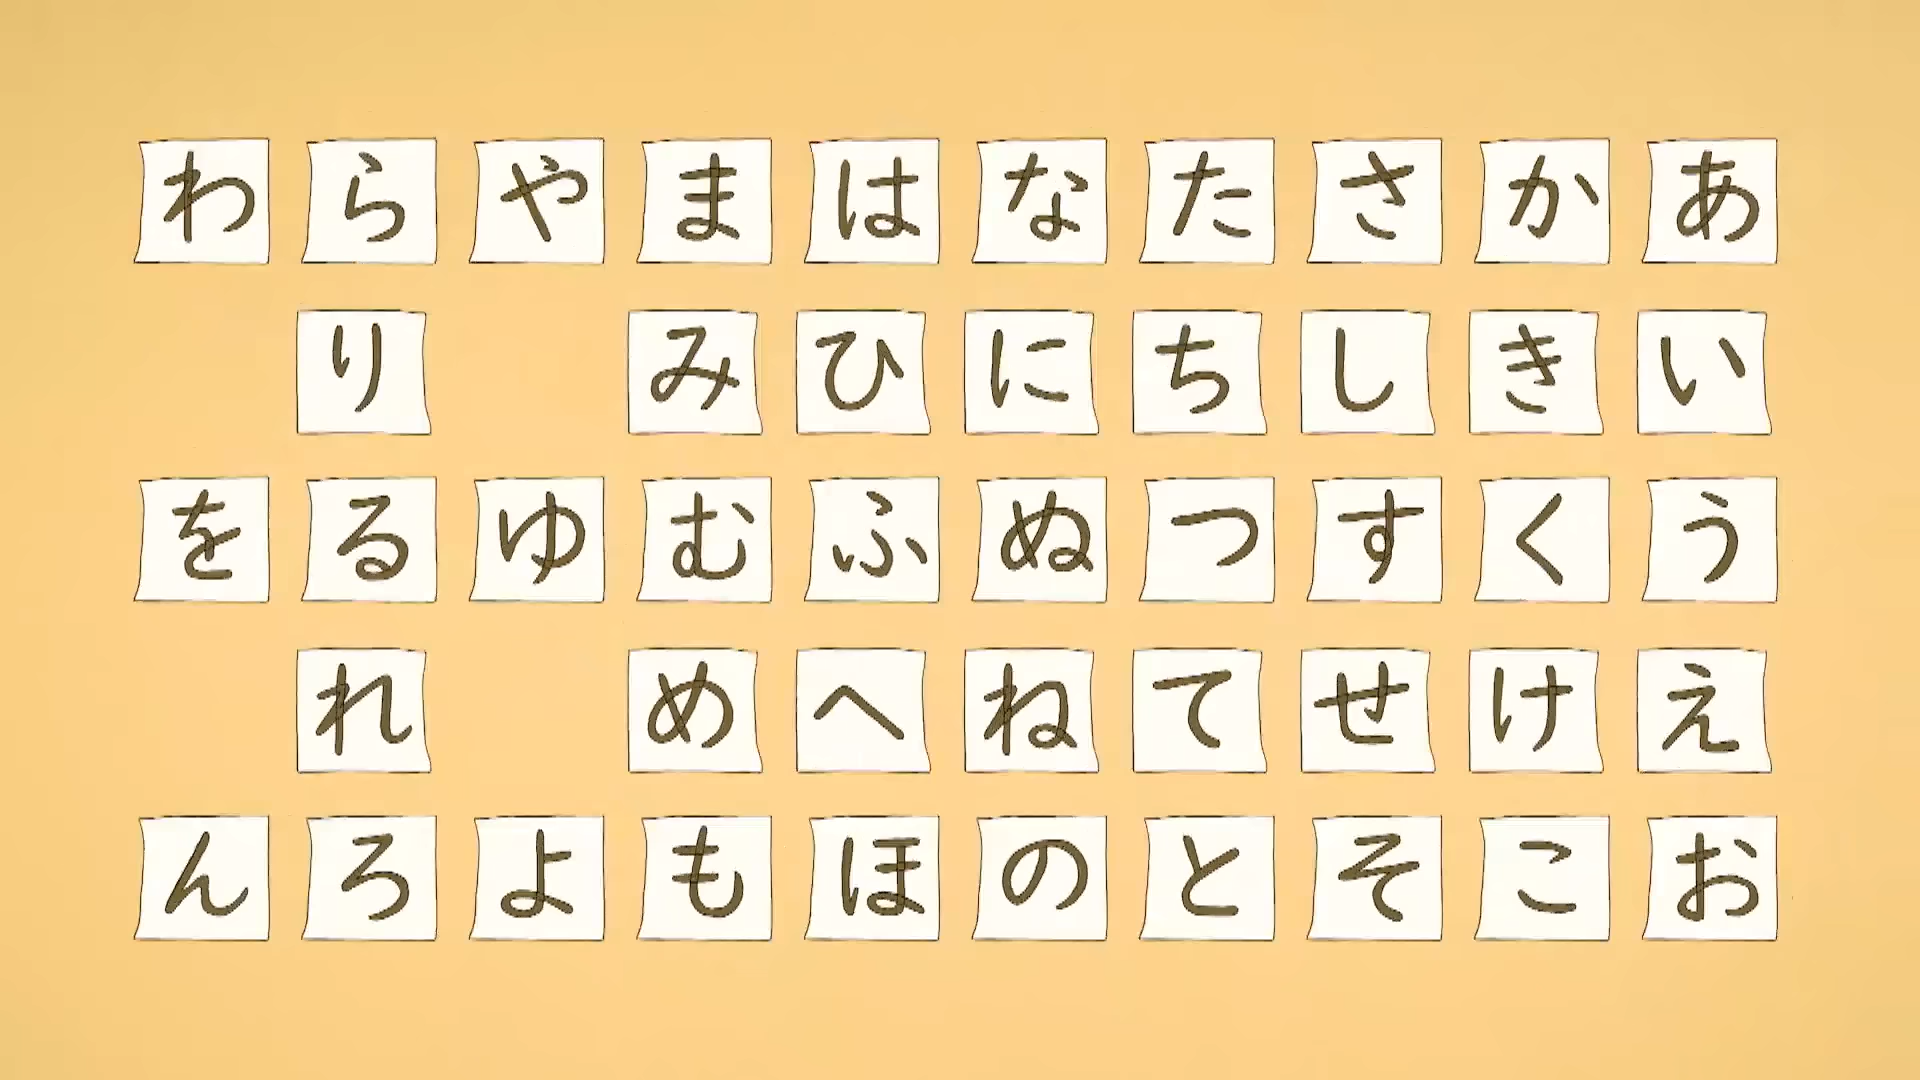 あいうえお
かきくけこ
さしすせそ
たちつてと
なにぬねの
はひふへほ
まみむめも
やゆよ
らりるれろ
わをん